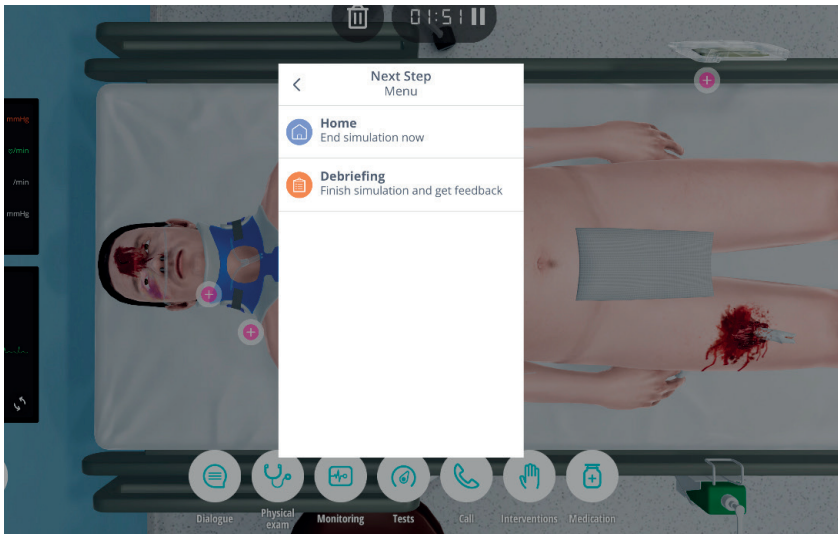 01:51
Next Step
Menu
Home
End simulation now
Debriefing
Finish simulation and get feedback
mmHg
σ/min
/min
mmHg
Dialogue
Physical
exam
Monitoring
Tests
Call
Interventions
Medication